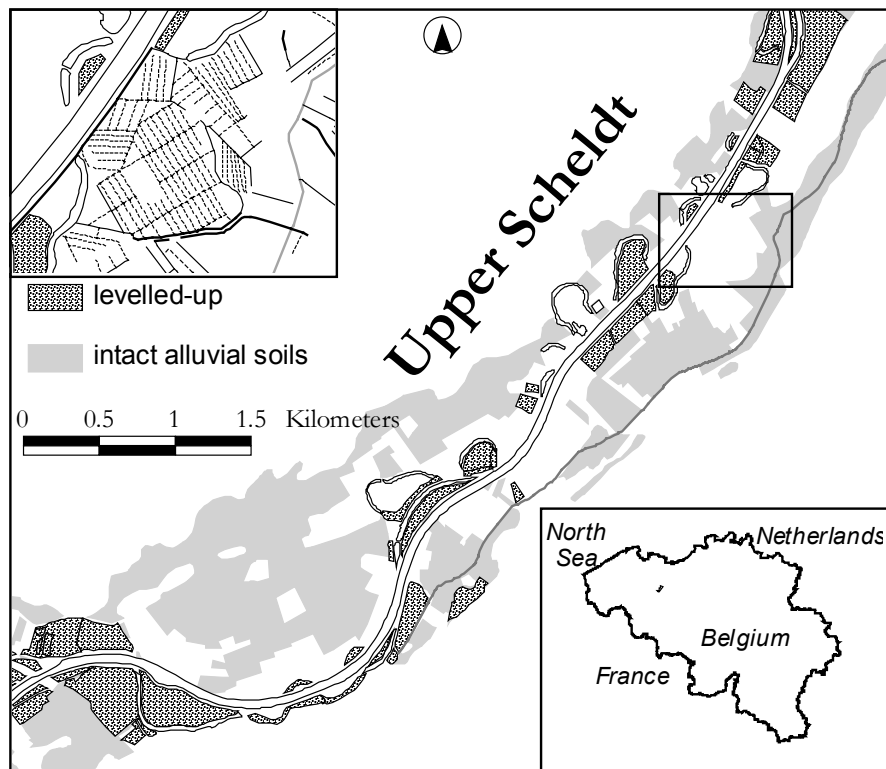 Upper Scheldt
levelled-up
intact alluvial soils
0 0.5 1 1.5 Kilometers
North Sea
Netherlands
Belgium
France